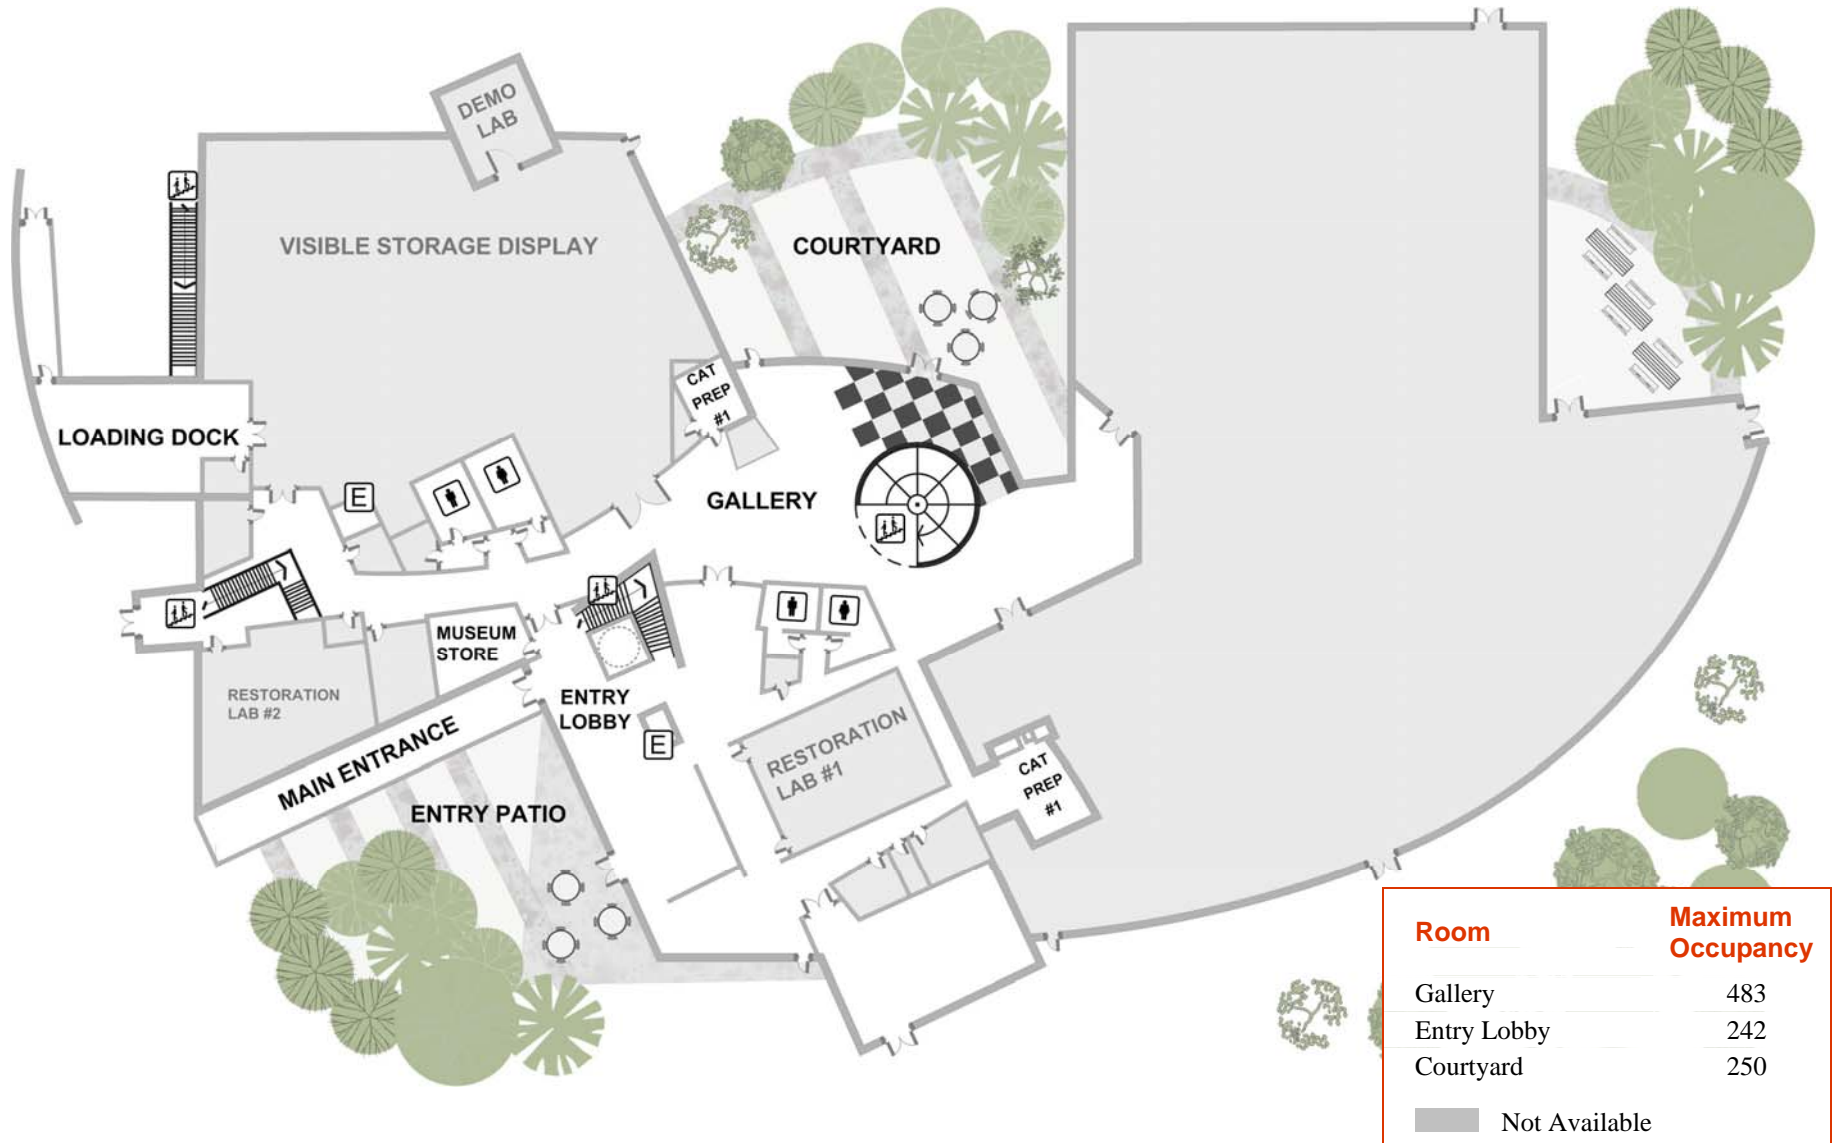 DEMO
LAB
VISIBLE STORAGE DISPLAY
COURTYARD
CAT
PREP
#1
LOADING DOCK
E
GALLERY
MUSEUM
STORE
RESTORATION
LAB #2
ENTRY
LOBBY
E
MAIN ENTRANCE
RESTORATION
LAB #1
CAT
PREP
#1
ENTRY PATIO
Room Maximum
Occupancy
Gallery 483
Entry Lobby 242
Courtyard 250
Not Available